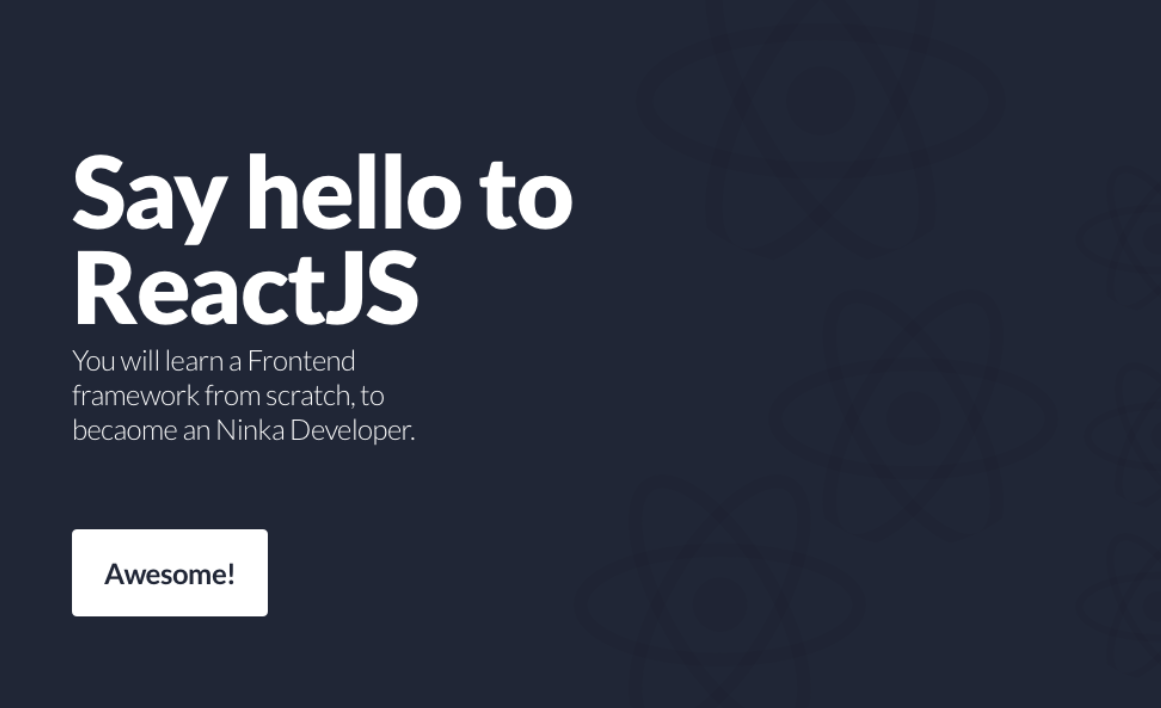 Say hello to
ReactJS
You will learn a Frontend
framework from scratch, to
becaome an Ninka Developer.
Awesome!